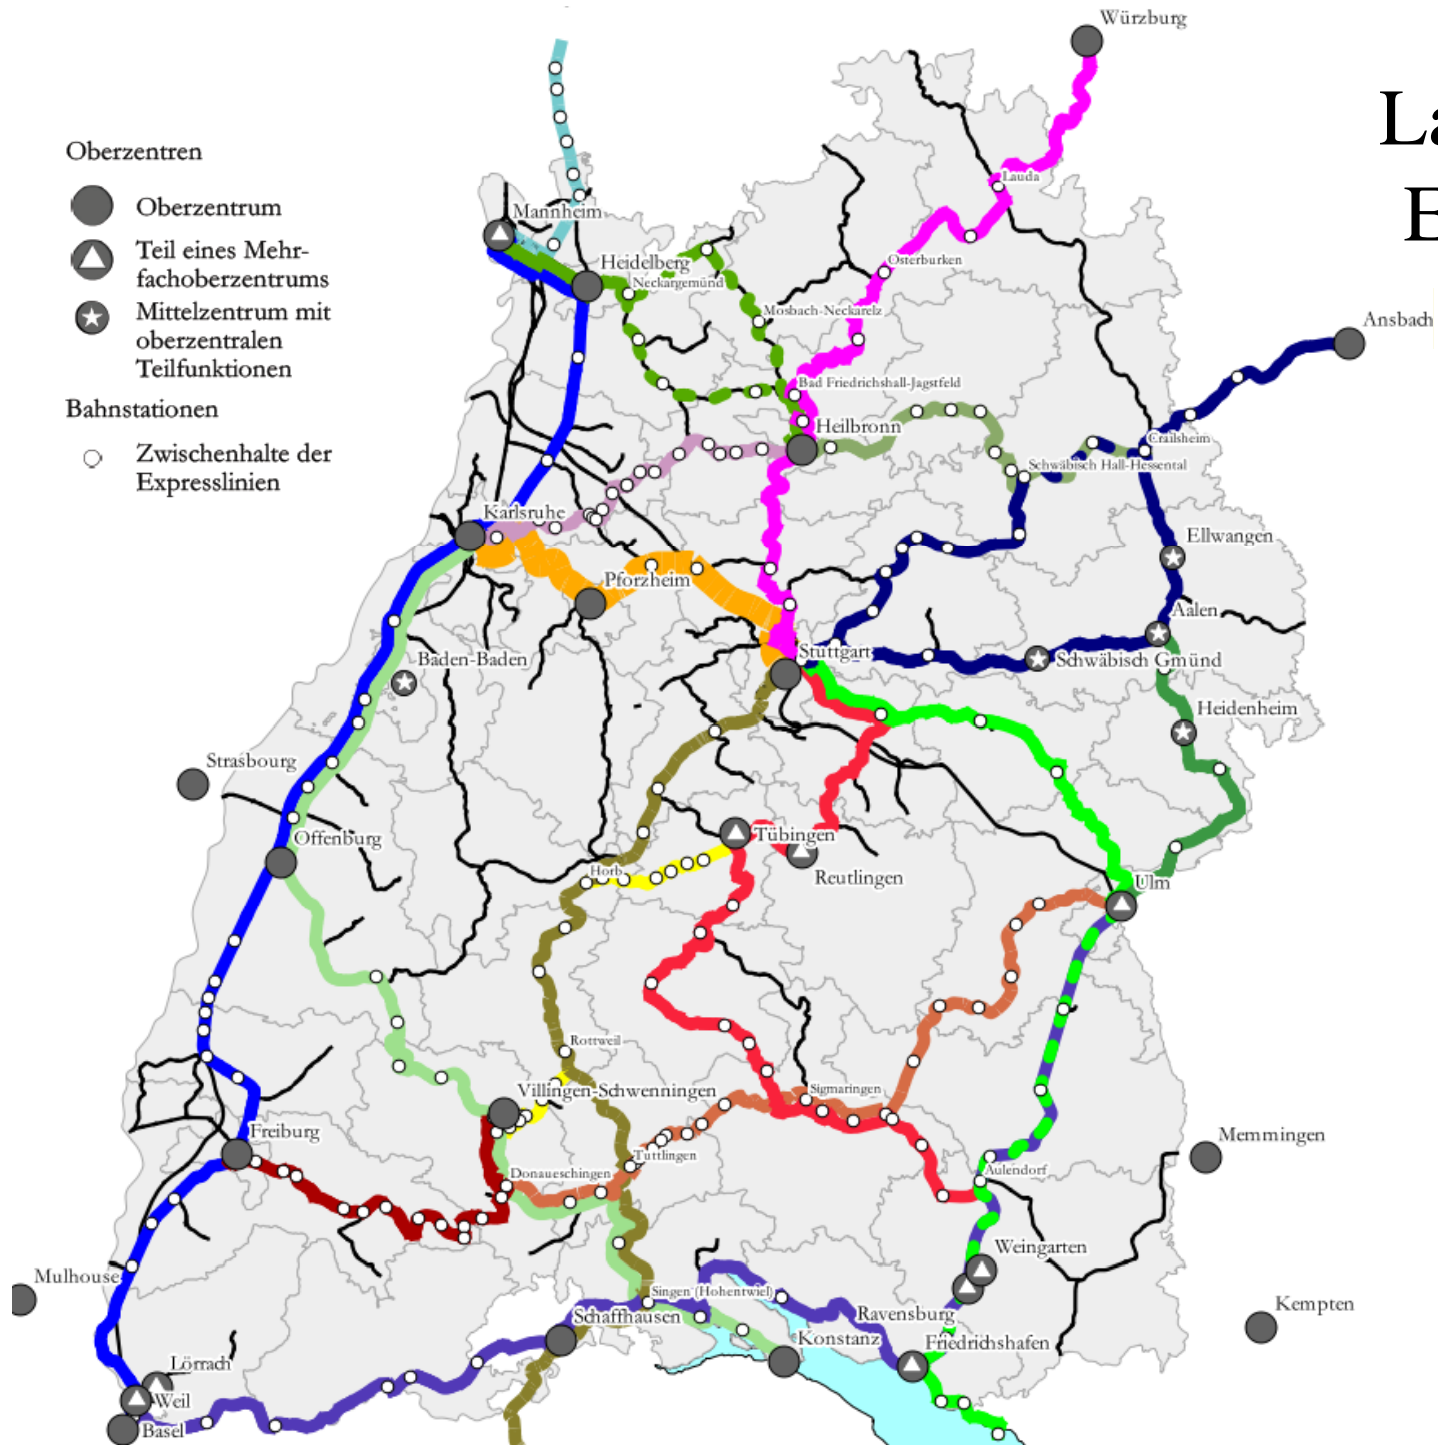 Würzburg
La
E
Oberzentren
Oberzentrum
Teil eines Mehr-
fachoberzentrums
Mittelzentrum mit
oberzentralen
Teilfunktionen
Bahnstationen
Zwischenhalte der
Expresslinien
Lauda
Mannheim
Heidelberg
Neckargemünd
Osterburken
Mosbach-Neckarelz
Ansbach
Bad Friedrichshall-Jagstfeld
Heilbronn
Crailsheim
Schwäbisch Hall-Hessental
Karlsruhe
Ellwangen
Pforzheim
Aalen
Stuttgart
Schwäbisch Gmünd
Baden-Baden
Heidenheim
Strasbourg
Offenburg
Tübingen
Reutlingen
Horb
Ulm
Rottweil
Villingen-Schwenningen
Sigmaringen
Freiburg
Memmingen
Tuttlingen
Donaueschingen
Aulendorf
Weingarten
Mulhouse
Singen (Hohentwiel)
Schaffhausen
Ravensburg
Kempten
Konstanz
Friedrichshafen
Lörrach
Weil
Basel